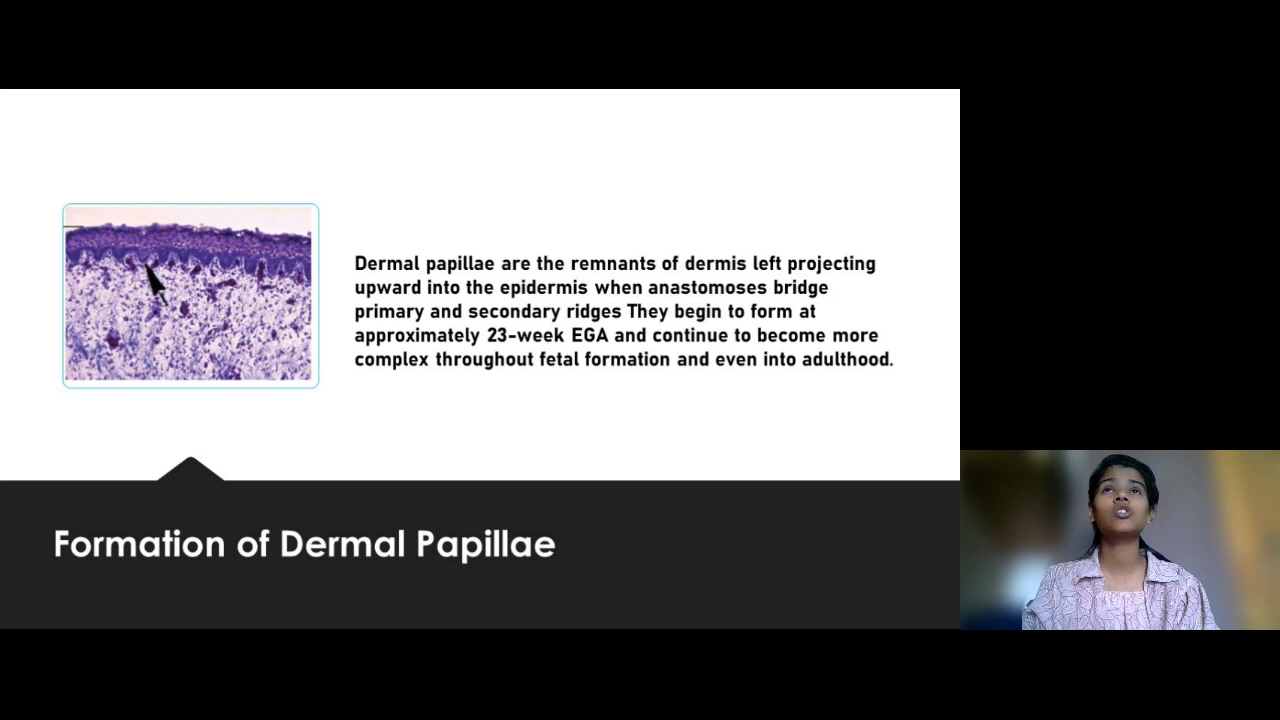 Dermal papillae are the remnants of dermis left projecting
upward into the epidermis when anastomoses bridge
primary and secondary ridges They begin to form at
approximately 23-week EGA and continue to become more
complex throughout fetal formation and even into adulthood.
Formation of Dermal Papillae